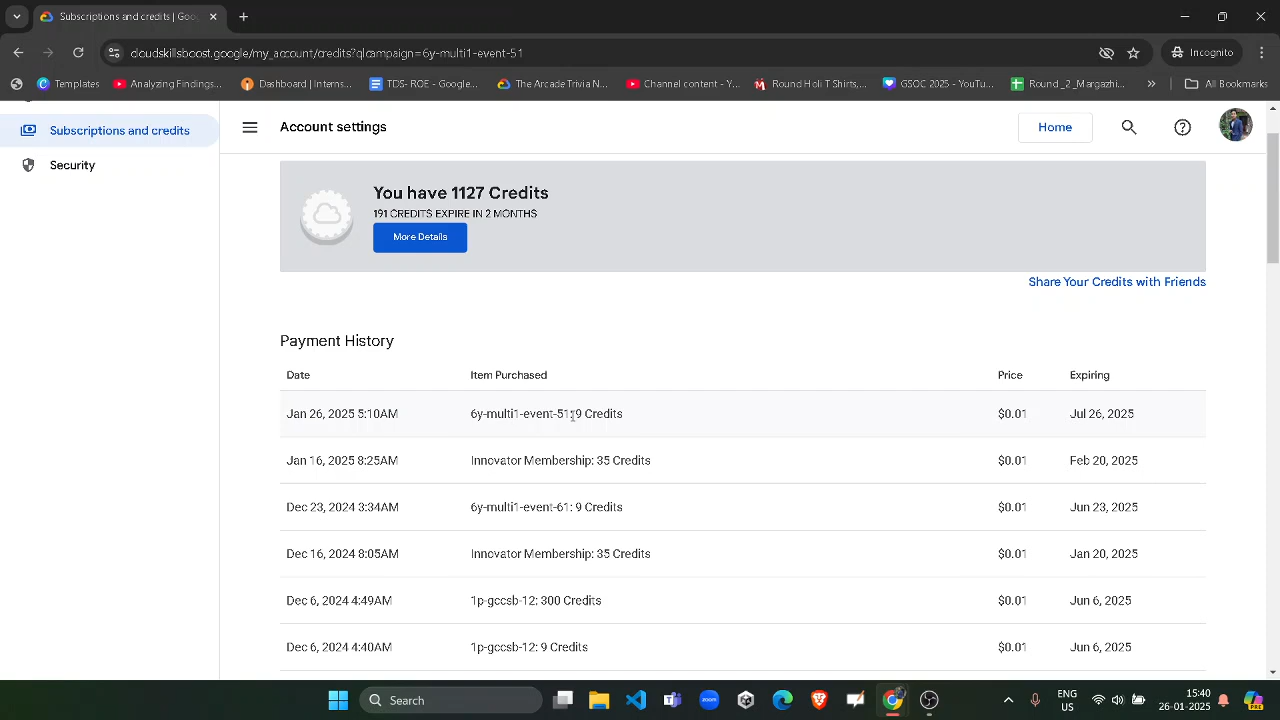 Subscriptions and credits | Goo
cloudskillsboost.google/my_account/credits?qlcampaign=6y-multi1-event-51
Incognito
Templates
Analyzing Findings...
Dashboard | Interns...
TDS- RGE - Google...
The Arcade Trivia N...
Channel content - Y...
Round Holi T Shirts,...
GSOC 2025 - YouTu...
Round_2_Margazhi...
All Bookmarks
Subscriptions and credits
Security
Account settings
Home
You have 1127 Credits
191 CREDITS EXPIRE IN 2 MONTHS
More Details
Share Your Credits with Friends
Payment History
Date Item Purchased Price Expiring
Jan 26, 2025 5:10AM 6y-multi1-event-51: 9 Credits $0.01 Jul 26, 2025
Jan 16, 2025 8:25AM Innovator Membership: 35 Credits $0.01 Feb 20, 2025
Dec 23, 2024 3:34AM 6y-multi1-event-61: 9 Credits $0.01 Jun 23, 2025
Dec 16, 2024 8:05AM Innovator Membership: 35 Credits $0.01 Jan 20, 2025
Dec 6, 2024 4:49AM 1p-gccsb-12: 300 Credits $0.01 Jun 6, 2025
Dec 6, 2024 4:40AM 1p-gccsb-12: 9 Credits $0.01 Jun 6, 2025
Search
zoom
ENG
US
15:40
26-01-2025
PRE